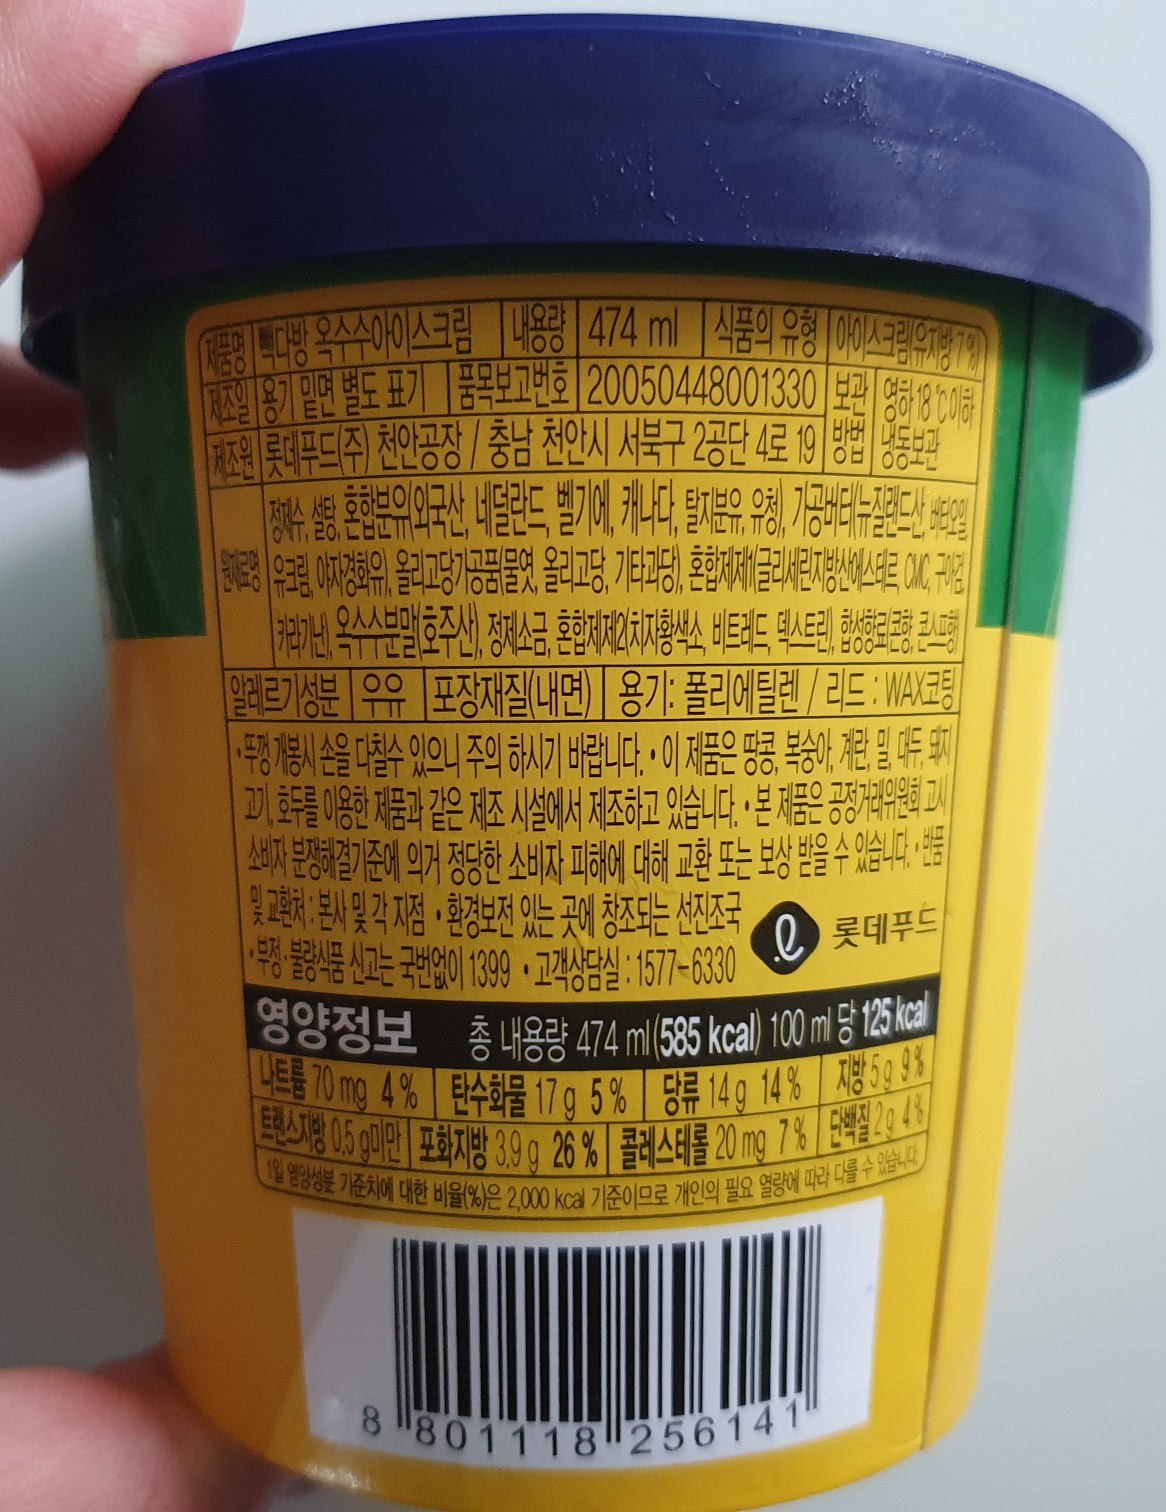 제품명 빽다방 옥수수아이스크림 내용량 474 ml 식품의 유형 아이스크림(유지방 7 %)
제조일 용기 밑면 별도 표기 품목보고번호 20050448001330 보관 방법 영하 18 ℃이하 냉동보관
제조원 롯데푸드(주) 천안공장 / 충남 천안시 서북구 2공단 4로 19
원재료명 정제수, 설탕, 혼합분유(외국산, 네덜란드, 벨기에, 캐나다, 탈지분유, 유청), 가공버터(뉴질랜드산, 버터오일,
유크림, 야자경화유), 올리고당가공품(물엿, 올리고당, 기타과당), 혼합제제1(글리세린지방산에스테르, CMC, 구아검,
카라기난), 옥수수분말(호주산), 정제소금, 혼합제제2(치자황색소, 비트레드, 덱스트린), 합성향료(콘향, 콘스프향)
알레르기성분 우유 포장재질(내면) 용기: 폴리에틸렌 / 리드 : WAX코팅
• 뚜껑 개봉시 손을 다칠수 있으니 주의 하시기 바랍니다. • 이 제품은 땅콩, 복숭아, 계란, 밀, 대두, 돼지
고기, 호두를 이용한 제품과 같은 제조 시설에서 제조하고 있습니다. • 본 제품은 공정거래위원회 고시
소비자 분쟁해결기준에 의거 정당한 소비자 피해에 대해 교환 또는 보상 받을 수 있습니다. • 반품
및 교환처 : 본사 및 각 지점 • 환경보전 있는 곳에 창조되는 선진조국
• 부정·불량식품 신고는 국번없이 1399 • 고객상담실 : 1577-6330
롯데푸드
영양정보 총 내용량 474 ml(585 kcal) 100 ml 당 125 kcal
나트륨 70 mg 4 % 탄수화물 17 g 5 % 당류 14 g 14 % 지방 5 g 9 %
트랜스지방 0.5 g미만 포화지방 3.9 g 26 % 콜레스테롤 20 mg 7 % 단백질 2 g 4 %
1일 영양성분 기준치에 대한 비율(%)은 2,000 kcal 기준이므로 개인의 필요 열량에 따라 다를 수 있습니다.
8 801118 256141